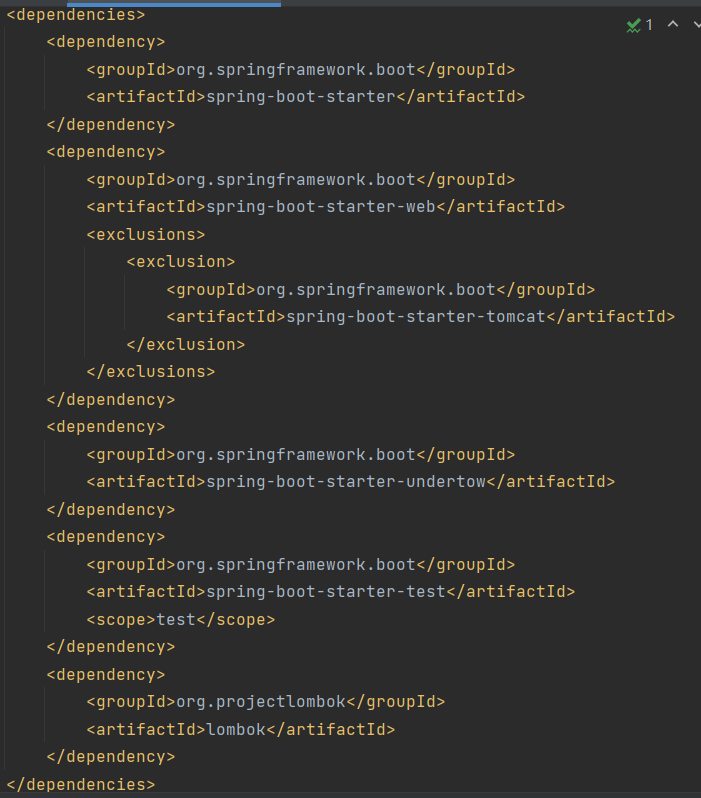 <dependencies>
1
<dependency>
<groupId>org.springframework.boot</groupId>
<artifactId>spring-boot-starter</artifactId>
</dependency>
<dependency>
<groupId>org.springframework.boot</groupId>
<artifactId>spring-boot-starter-web</artifactId>
<exclusions>
<exclusion>
<groupId>org.springframework.boot</groupId>
<artifactId>spring-boot-starter-tomcat</artifactId>
</exclusion>
</exclusions>
</dependency>
<dependency>
<groupId>org.springframework.boot</groupId>
<artifactId>spring-boot-starter-undertow</artifactId>
</dependency>
<dependency>
<groupId>org.springframework.boot</groupId>
<artifactId>spring-boot-starter-test</artifactId>
<scope>test</scope>
</dependency>
<dependency>
<groupId>org.projectlombok</groupId>
<artifactId>lombok</artifactId>
</dependency>
</dependencies>